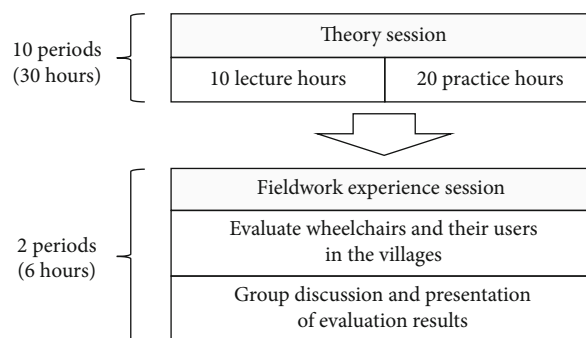 10 periods
(30 hours)
Theory session
10 lecture hours
20 practice hours
2 periods
(6 hours)
Fieldwork experience session
Evaluate wheelchairs and their users
in the villages
Group discussion and presentation
of evaluation results